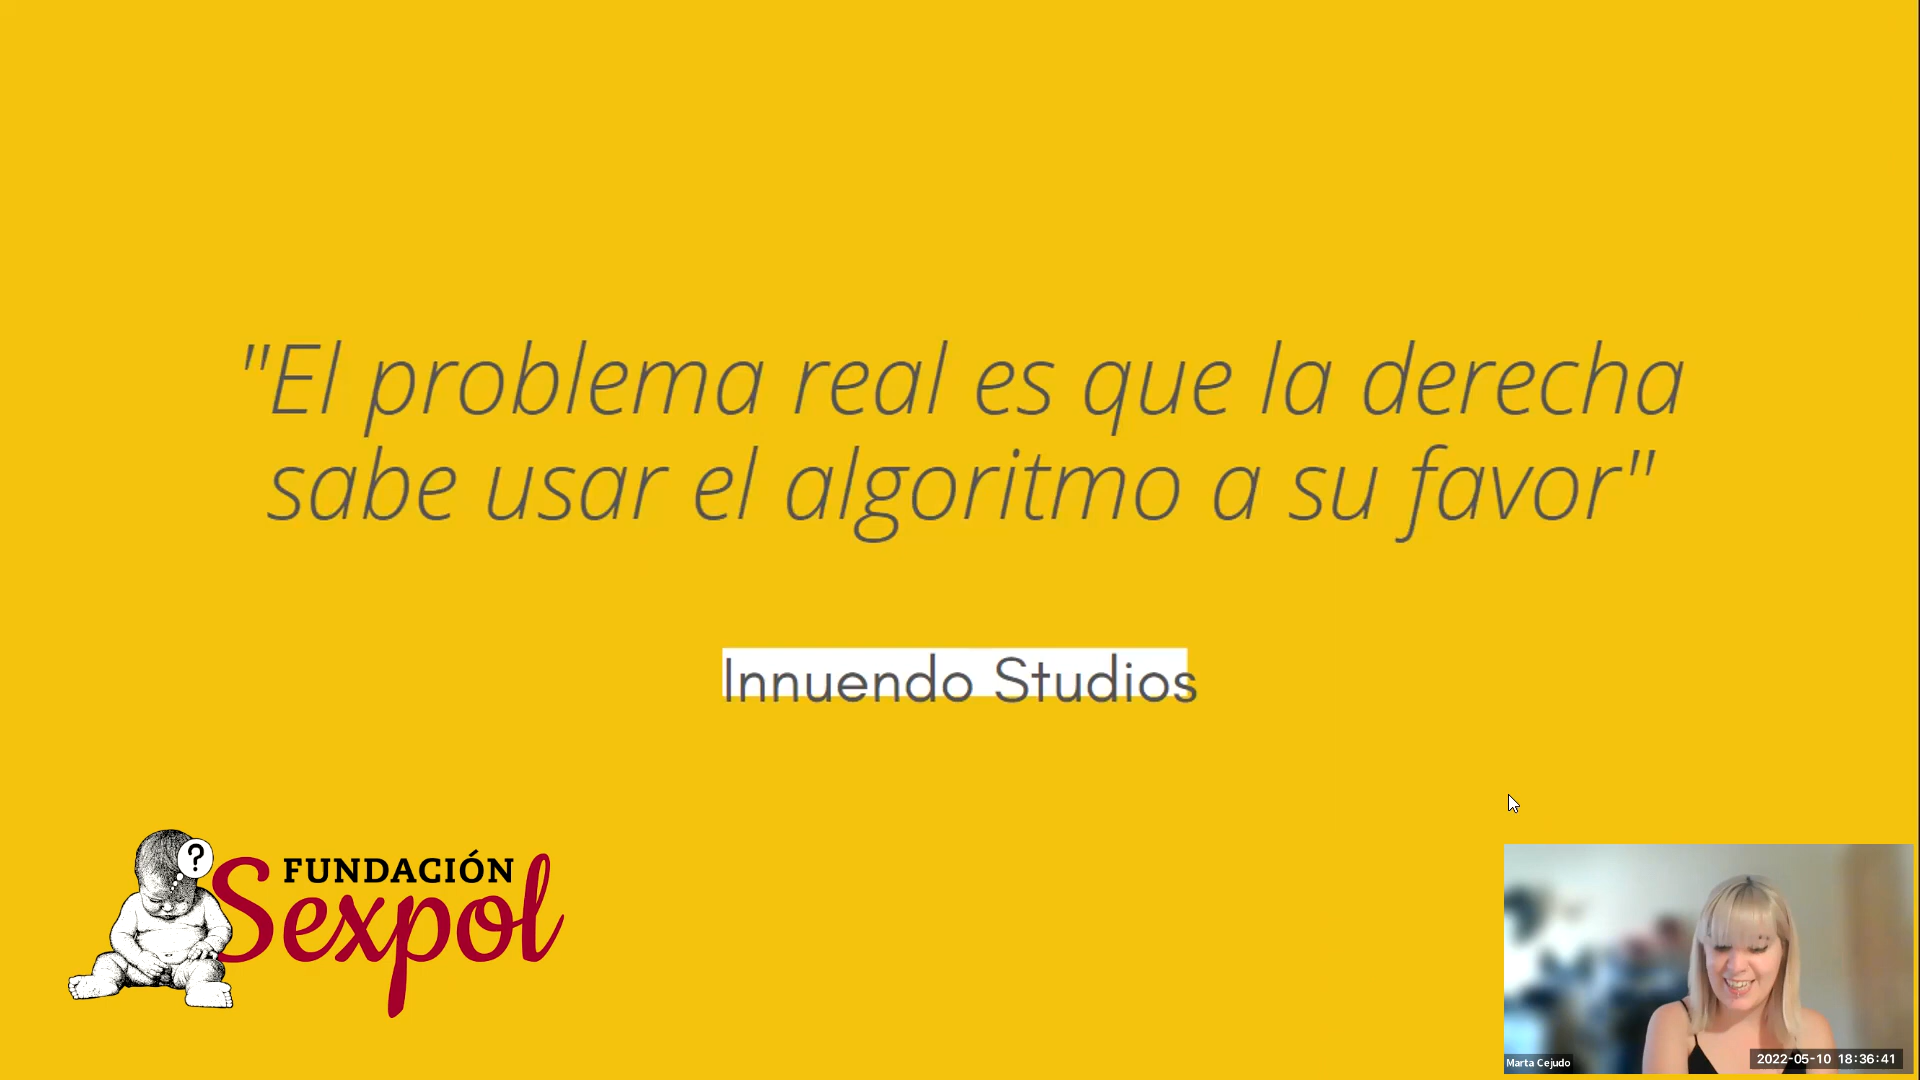 "El problema real es que la derecha
sabe usar el algoritmo a su favor"
Innuendo Studios
?
FUNDACIÓN
Sexpol
Marta Cejudo
2022-05-10 18:36:41